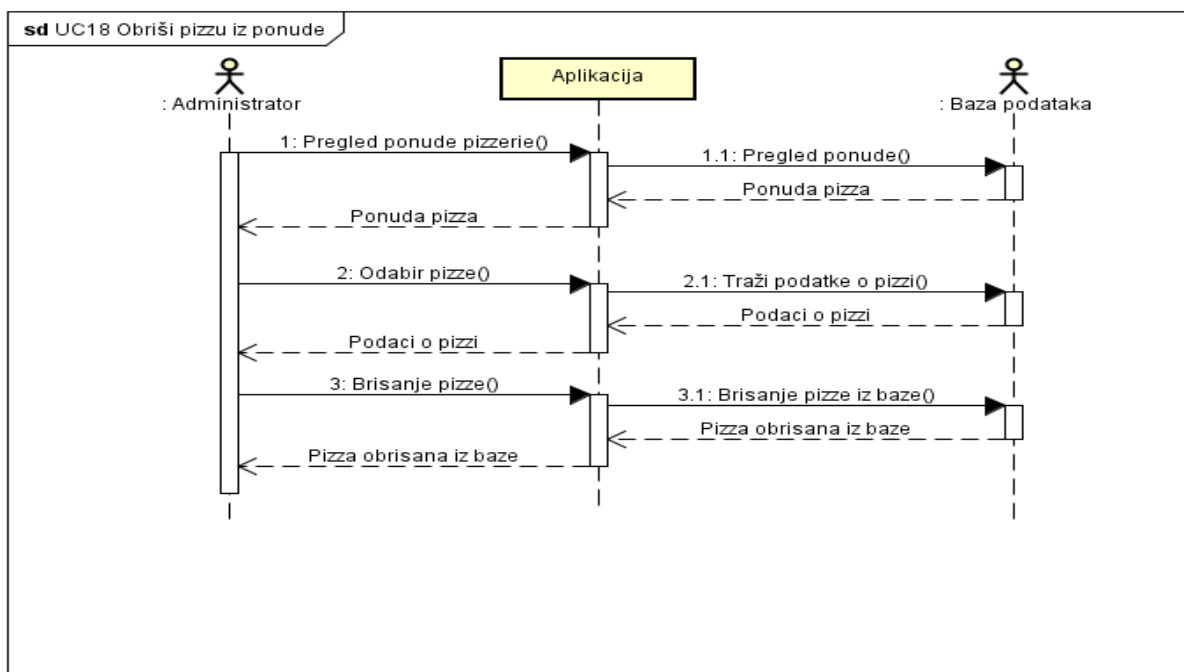 sd UC18 Obriši pizzu iz ponude
: Administrator
Aplikacija
: Baza podataka
1: Pregled ponude pizzerie()
1.1: Pregled ponude()
Ponuda pizza
Ponuda pizza
2: Odabir pizze()
2.1: Traži podatke o pizzi()
Podaci o pizzi
Podaci o pizzi
3: Brisanje pizze()
3.1: Brisanje pizze iz baze()
Pizza obrisana iz baze
Pizza obrisana iz baze